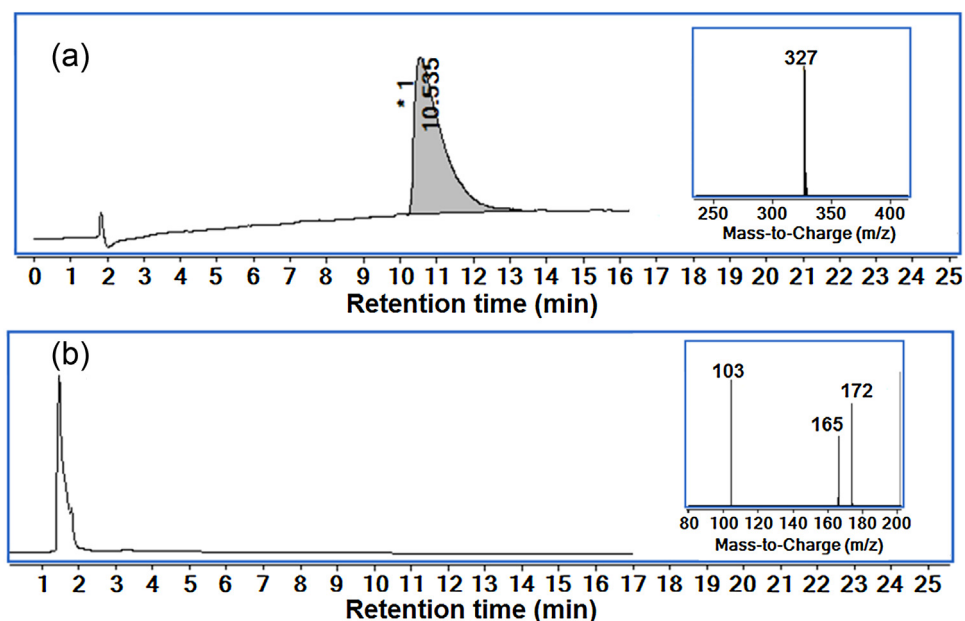 (a)
* 1
10.535
327
250 300 350 400
Mass-to-Charge (m/z)
0 1 2 3 4 5 6 7 8 9 10 11 12 13 14 15 16 17 18 19 20 21 22 23 24 25
Retention time (min)
(b)
103
172
165
80 100 120 140 160 180 200
Mass-to-Charge (m/z)
1 2 3 4 5 6 7 8 9 10 11 12 13 14 15 16 17 18 19 20 21 22 23 24 25
Retention time (min)